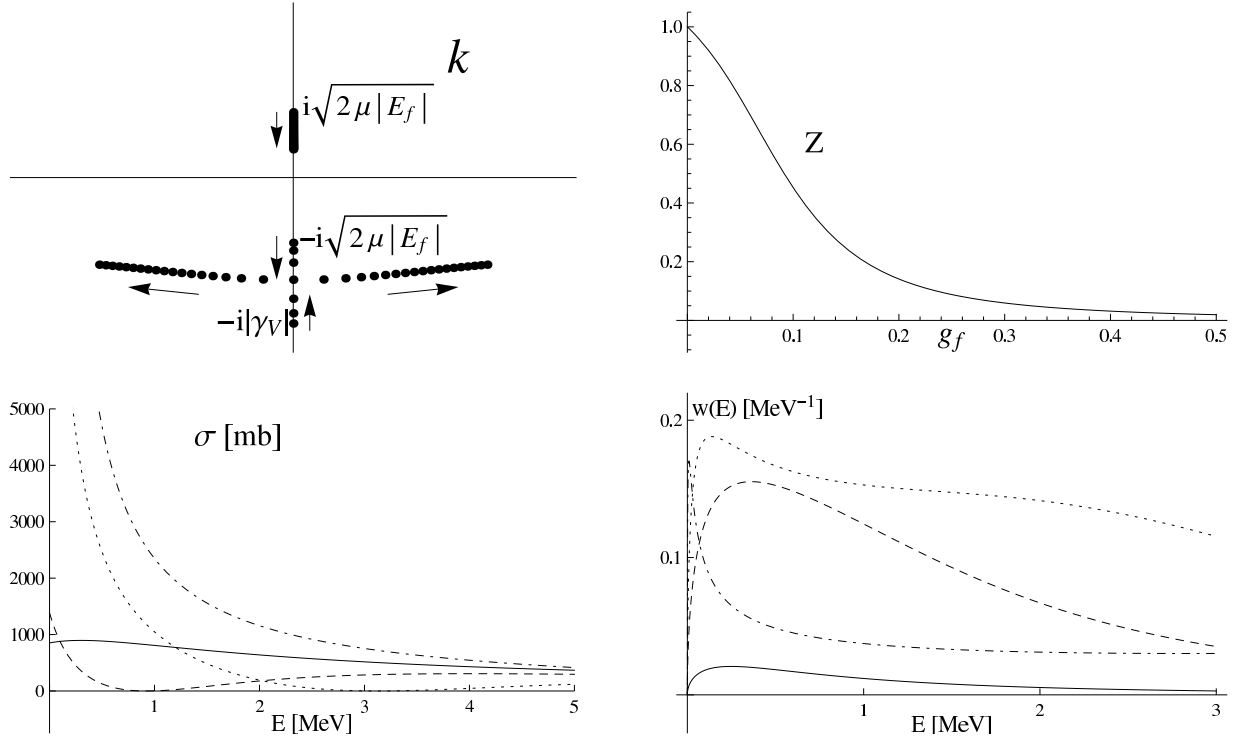 k
i√2 μ|E_f|
−i√2 μ|E_f|
−i|γ_V|
1.0
0.8
0.6
0.4
0.2
Z
0.1
0.2
0.3
0.4
0.5
g_f
5000
4000
3000
2000
1000
0
σ [mb]
1
2
3
4
5
E [MeV]
0.2
0.1
w(E) [MeV⁻¹]
1
2
3
E [MeV]